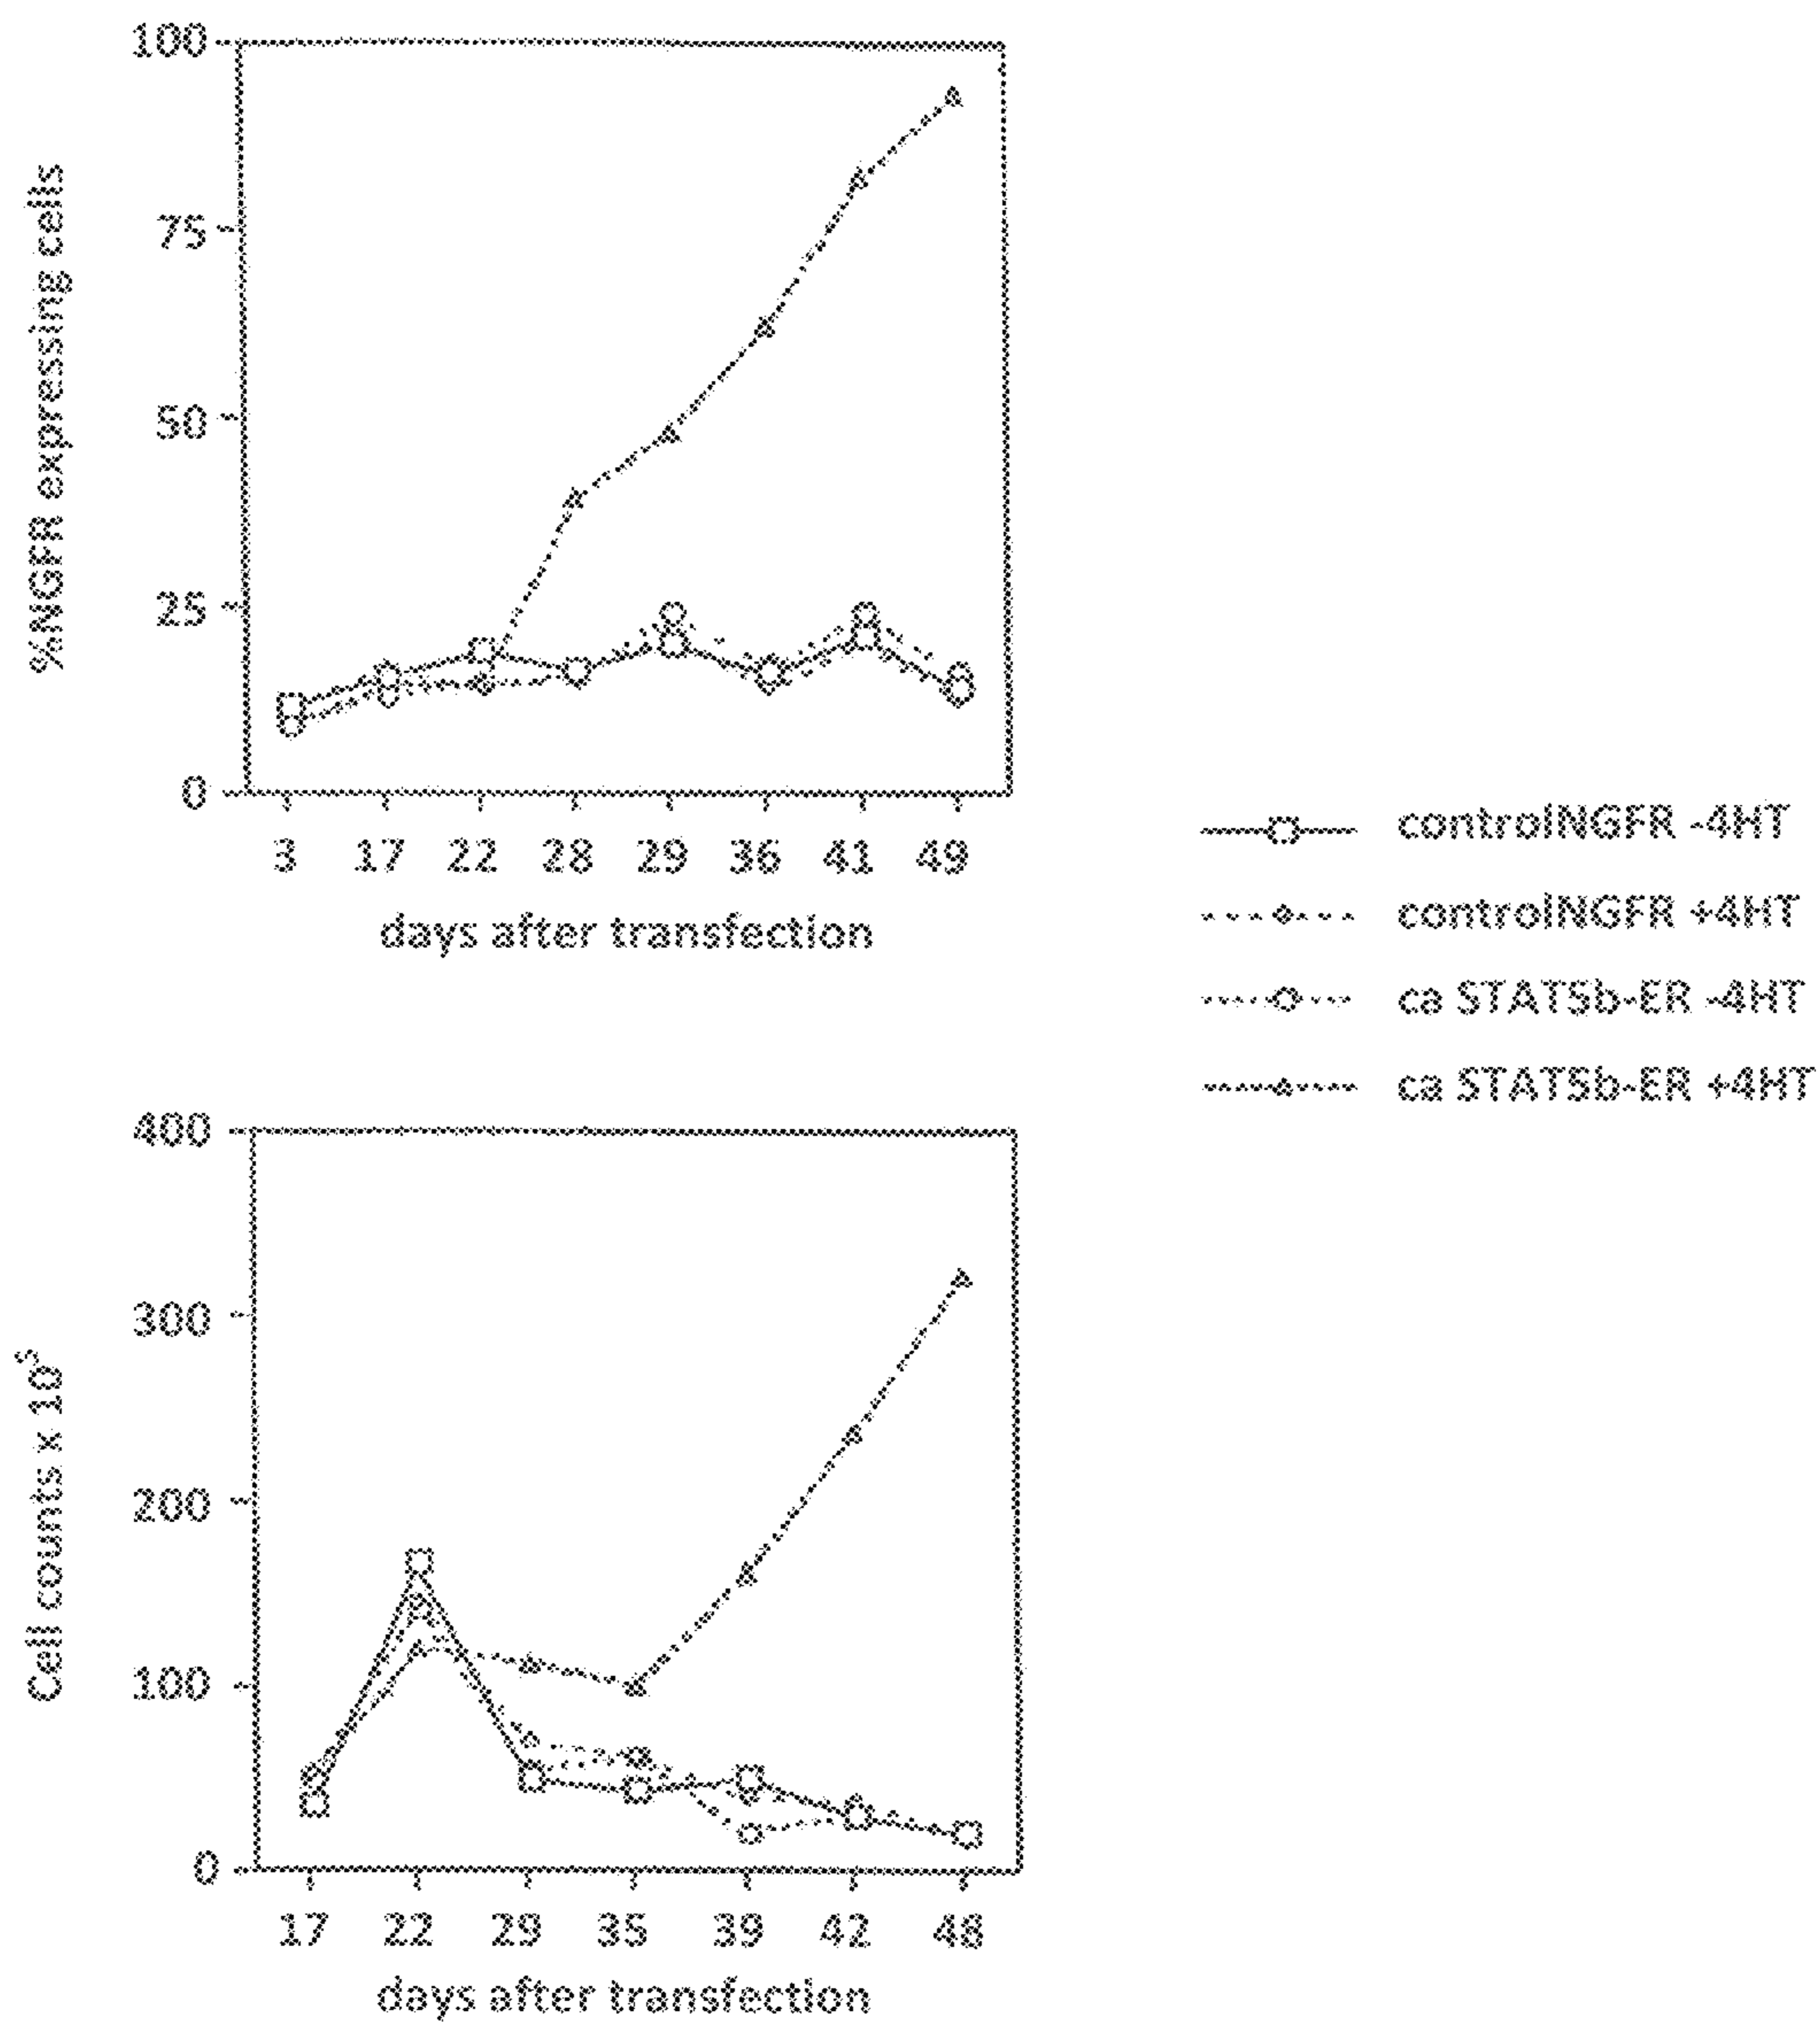 100
75
50
25
0
%NGFR expressing cells
3 17 22 28 29 36 41 49
days after transfection
controlNGFR -4HT
controlNGFR +4HT
ca STAT5b-ER -4HT
ca STAT5b-ER +4HT
400
300
200
100
0
Cell counts x 10⁵
17 22 29 35 39 42 48
days after transfection